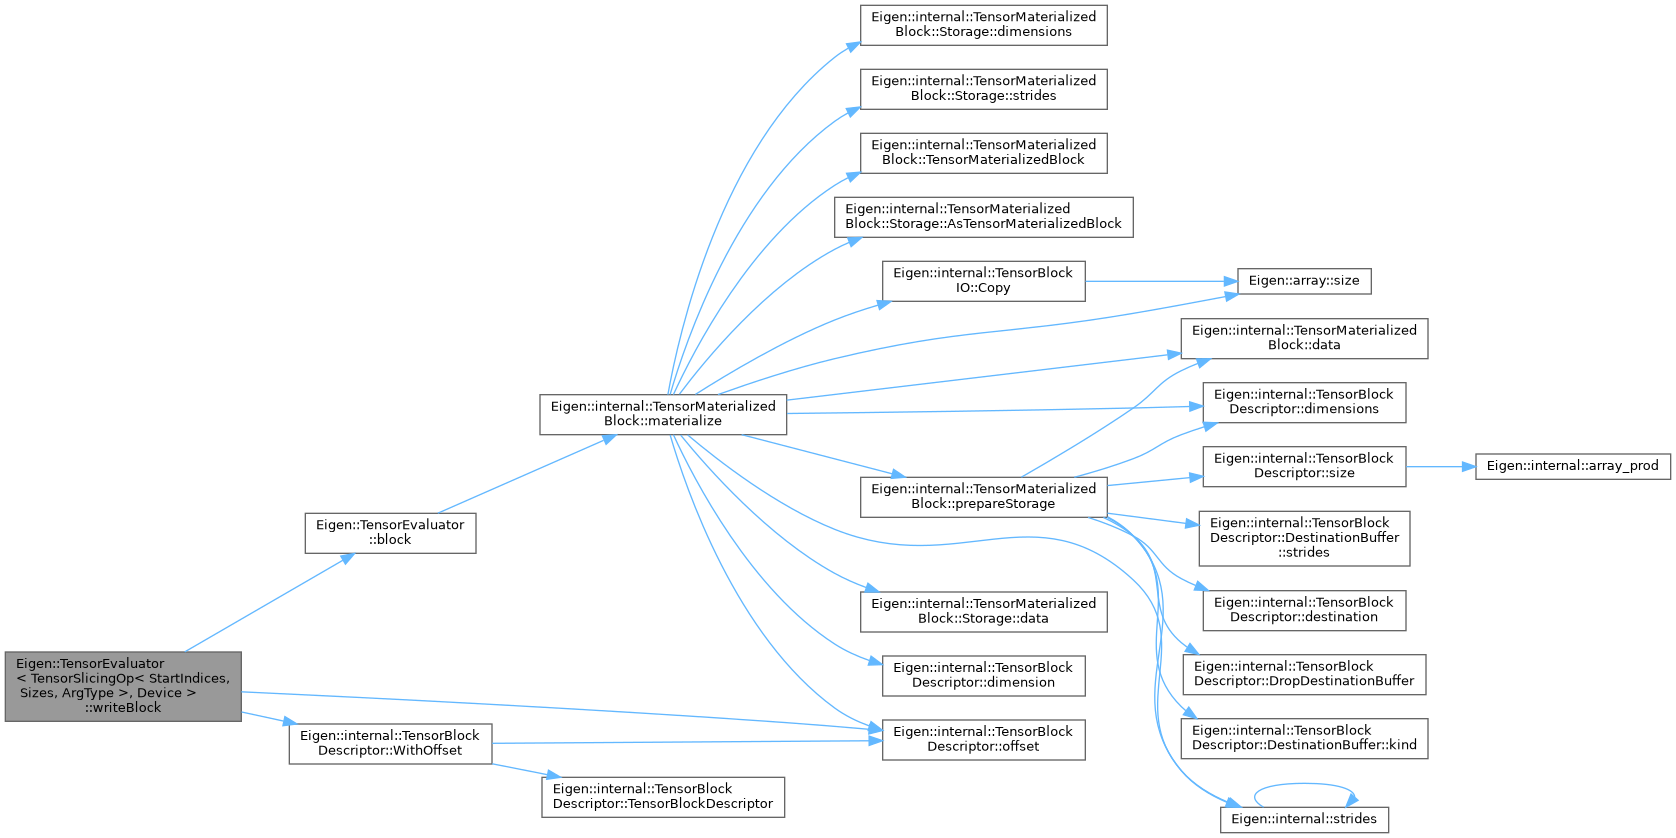 Eigen::internal::TensorMaterialized
Block::Storage::dimensions
Eigen::internal::TensorMaterialized
Block::Storage::strides
Eigen::internal::TensorMaterialized
Block::TensorMaterializedBlock
Eigen::internal::TensorMaterialized
Block::Storage::AsTensorMaterializedBlock
Eigen::internal::TensorBlock
IO::Copy
Eigen::array::size
Eigen::internal::TensorMaterialized
Block::data
Eigen::internal::TensorMaterialized
Block::materialize
Eigen::internal::TensorBlock
Descriptor::dimensions
Eigen::internal::TensorBlock
Descriptor::size
Eigen::internal::array_prod
Eigen::internal::TensorMaterialized
Block::prepareStorage
Eigen::internal::TensorBlock
Descriptor::DestinationBuffer
::strides
Eigen::TensorEvaluator
::block
Eigen::internal::TensorMaterialized
Block::Storage::data
Eigen::internal::TensorBlock
Descriptor::destination
Eigen::TensorEvaluator
< TensorSlicingOp< StartIndices,
Sizes, ArgType >, Device >
::writeBlock
Eigen::internal::TensorBlock
Descriptor::dimension
Eigen::internal::TensorBlock
Descriptor::DropDestinationBuffer
Eigen::internal::TensorBlock
Descriptor::WithOffset
Eigen::internal::TensorBlock
Descriptor::offset
Eigen::internal::TensorBlock
Descriptor::DestinationBuffer::kind
Eigen::internal::TensorBlock
Descriptor::TensorBlockDescriptor
Eigen::internal::strides